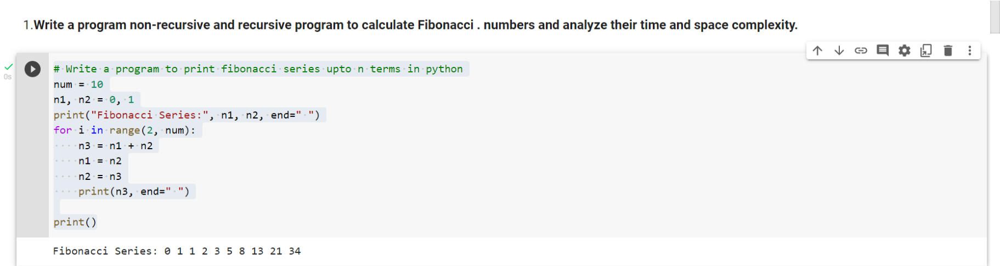 1.Write a program non-recursive and recursive program to calculate Fibonacci . numbers and analyze their time and space complexity.
0s
# Write a program to print fibonacci series upto n terms in python
num = 10
n1, n2 = 0, 1
print("Fibonacci Series:", n1, n2, end=" ")
for i in range(2, num):
    n3 = n1 + n2
    n1 = n2
    n2 = n3
    print(n3, end=" ")
print()
Fibonacci Series: 0 1 1 2 3 5 8 13 21 34